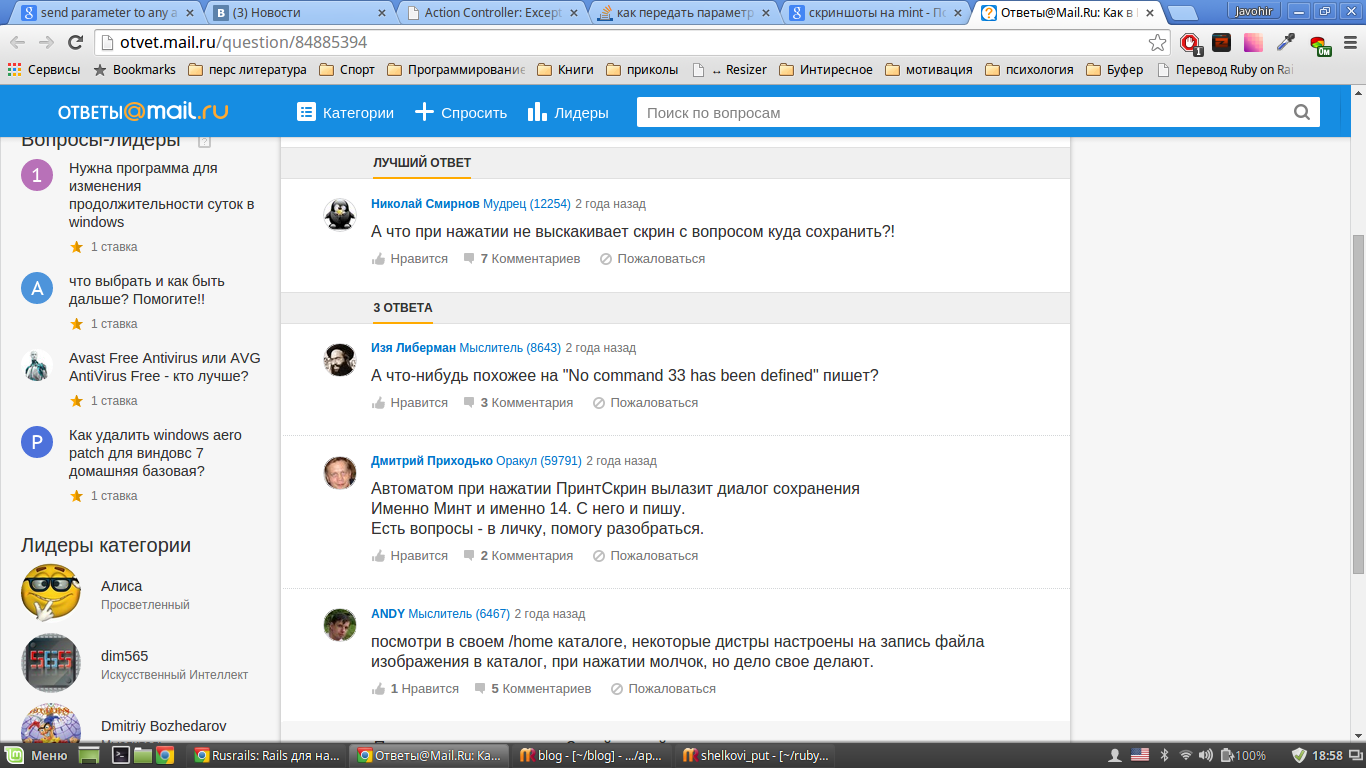 send parameter to any a
(3) Новости
Action Controller: Except
как передать параметр
скриншоты на mint - По
Ответы@Mail.Ru: Как в
Javohir
otvet.mail.ru/question/84885394
1
0м
Сервисы
Bookmarks
перс литература
Спорт
Программирование
Книги
приколы
↔ Resizer
Интиресное
мотивация
психология
Буфер
Перевод Ruby on Rai
ОТВЕТЫ@mail.ru
Категории
Спросить
Лидеры
Поиск по вопросам
Вопросы-лидеры
?
1
Нужна программа для
изменения
продолжительности суток в
windows
1 ставка
А
что выбрать и как быть
дальше? Помогите!!
1 ставка
Avast Free Antivirus или AVG
AntiVirus Free - кто лучше?
1 ставка
Р
Как удалить windows aero
patch для виндовс 7
домашняя базовая?
1 ставка
Лидеры категории
Алиса
Просветленный
565
dim565
Искусственный Интеллект
Dmitriy Bozhedarov
ЛУЧШИЙ ОТВЕТ
Николай Смирнов Мудрец (12254) 2 года назад
А что при нажатии не выскакивает скрин с вопросом куда сохранить?!
Нравится
7 Комментариев
Пожаловаться
3 ОТВЕТА
Изя Либерман Мыслитель (8643) 2 года назад
А что-нибудь похожее на "No command 33 has been defined" пишет?
Нравится
3 Комментария
Пожаловаться
Дмитрий Приходько Оракул (59791) 2 года назад
Автоматом при нажатии ПринтСкрин вылазит диалог сохранения
Именно Минт и именно 14. С него и пишу.
Есть вопросы - в личку, помогу разобраться.
Нравится
2 Комментария
Пожаловаться
ANDY Мыслитель (6467) 2 года назад
посмотри в своем /home каталоге, некоторые дистры настроены на запись файла
изображения в каталог, при нажатии молчок, но дело свое делают.
1 Нравится
5 Комментариев
Пожаловаться
Меню
Rusrails: Rails для на...
Ответы@Mail.Ru: Ка...
blog - [~/blog] - .../ap...
shelkovi_put - [~/ruby...
100%
18:58